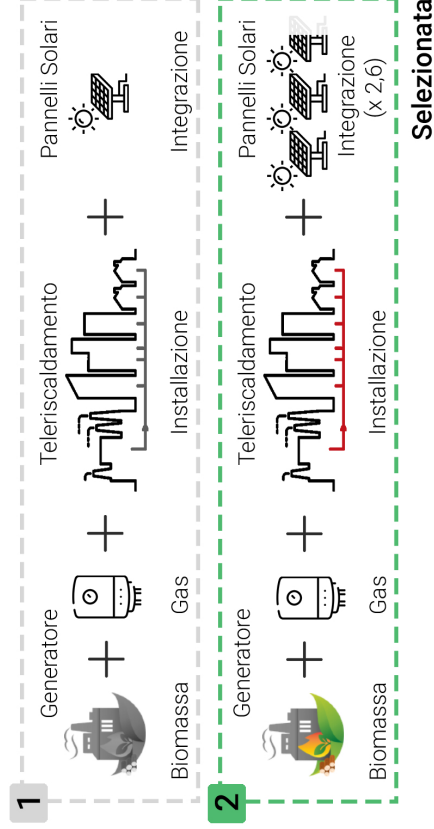 1
Generatore
Teleriscaldamento
Pannelli Solari
Biomassa
Gas
Installazione
Integrazione
2
Generatore
Teleriscaldamento
Pannelli Solari
Biomassa
Gas
Installazione
Integrazione
(x 2,6)
Selezionata